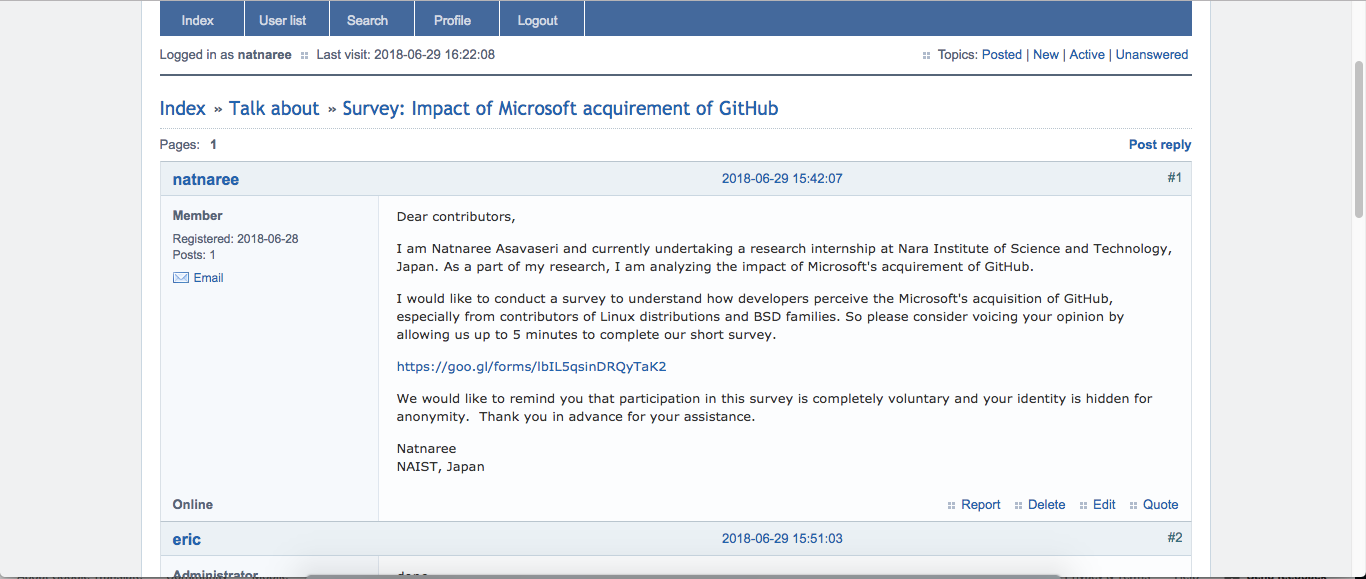 Index User list Search Profile Logout
Logged in as natnaree Last visit: 2018-06-29 16:22:08 Topics: Posted | New | Active | Unanswered
Index » Talk about » Survey: Impact of Microsoft acquirement of GitHub
Pages: 1 Post reply
natnaree 2018-06-29 15:42:07 #1
Member
Registered: 2018-06-28
Posts: 1
Email
Dear contributors,
I am Natnaree Asavaseri and currently undertaking a research internship at Nara Institute of Science and Technology,
Japan. As a part of my research, I am analyzing the impact of Microsoft's acquirement of GitHub.
I would like to conduct a survey to understand how developers perceive the Microsoft's acquisition of GitHub,
especially from contributors of Linux distributions and BSD families. So please consider voicing your opinion by
allowing us up to 5 minutes to complete our short survey.
https://goo.gl/forms/lbIL5qsinDRQyTaK2
We would like to remind you that participation in this survey is completely voluntary and your identity is hidden for
anonymity. Thank you in advance for your assistance.
Natnaree
NAIST, Japan
Online Report Delete Edit Quote
eric 2018-06-29 15:51:03 #2
Administrator